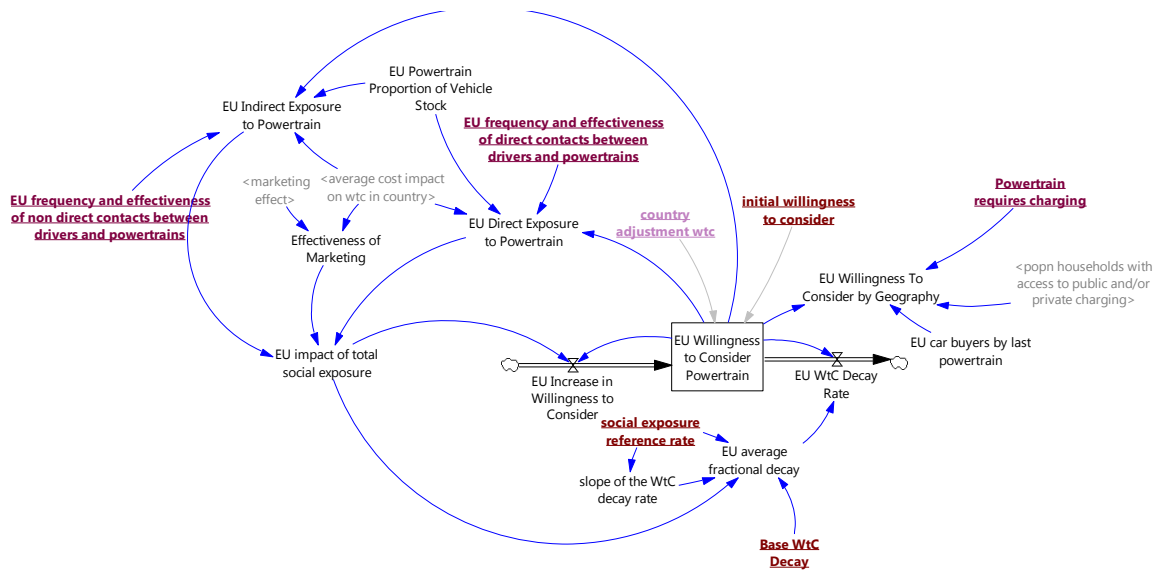 EU Powertrain
Proportion of Vehicle
Stock
EU Indirect Exposure
to Powertrain
EU frequency and effectiveness
of direct contacts between
drivers and powertrains
<marketing
effect>
<average cost impact
on wtc in country>
Powertrain
requires charging
EU frequency and effectiveness
of non direct contacts between
drivers and powertrains
country
adjustment wtc
initial willingness
to consider
EU Direct Exposure
to Powertrain
Effectiveness of
Marketing
EU Willingness To
Consider by Geography
<popn households with
access to public and/or
private charging>
EU impact of total
social exposure
EU Willingness
to Consider
Powertrain
EU car buyers by last
powertrain
EU Increase in
Willingness to
Consider
EU WtC Decay
Rate
social exposure
reference rate
EU average
fractional decay
slope of the WtC
decay rate
Base WtC
Decay